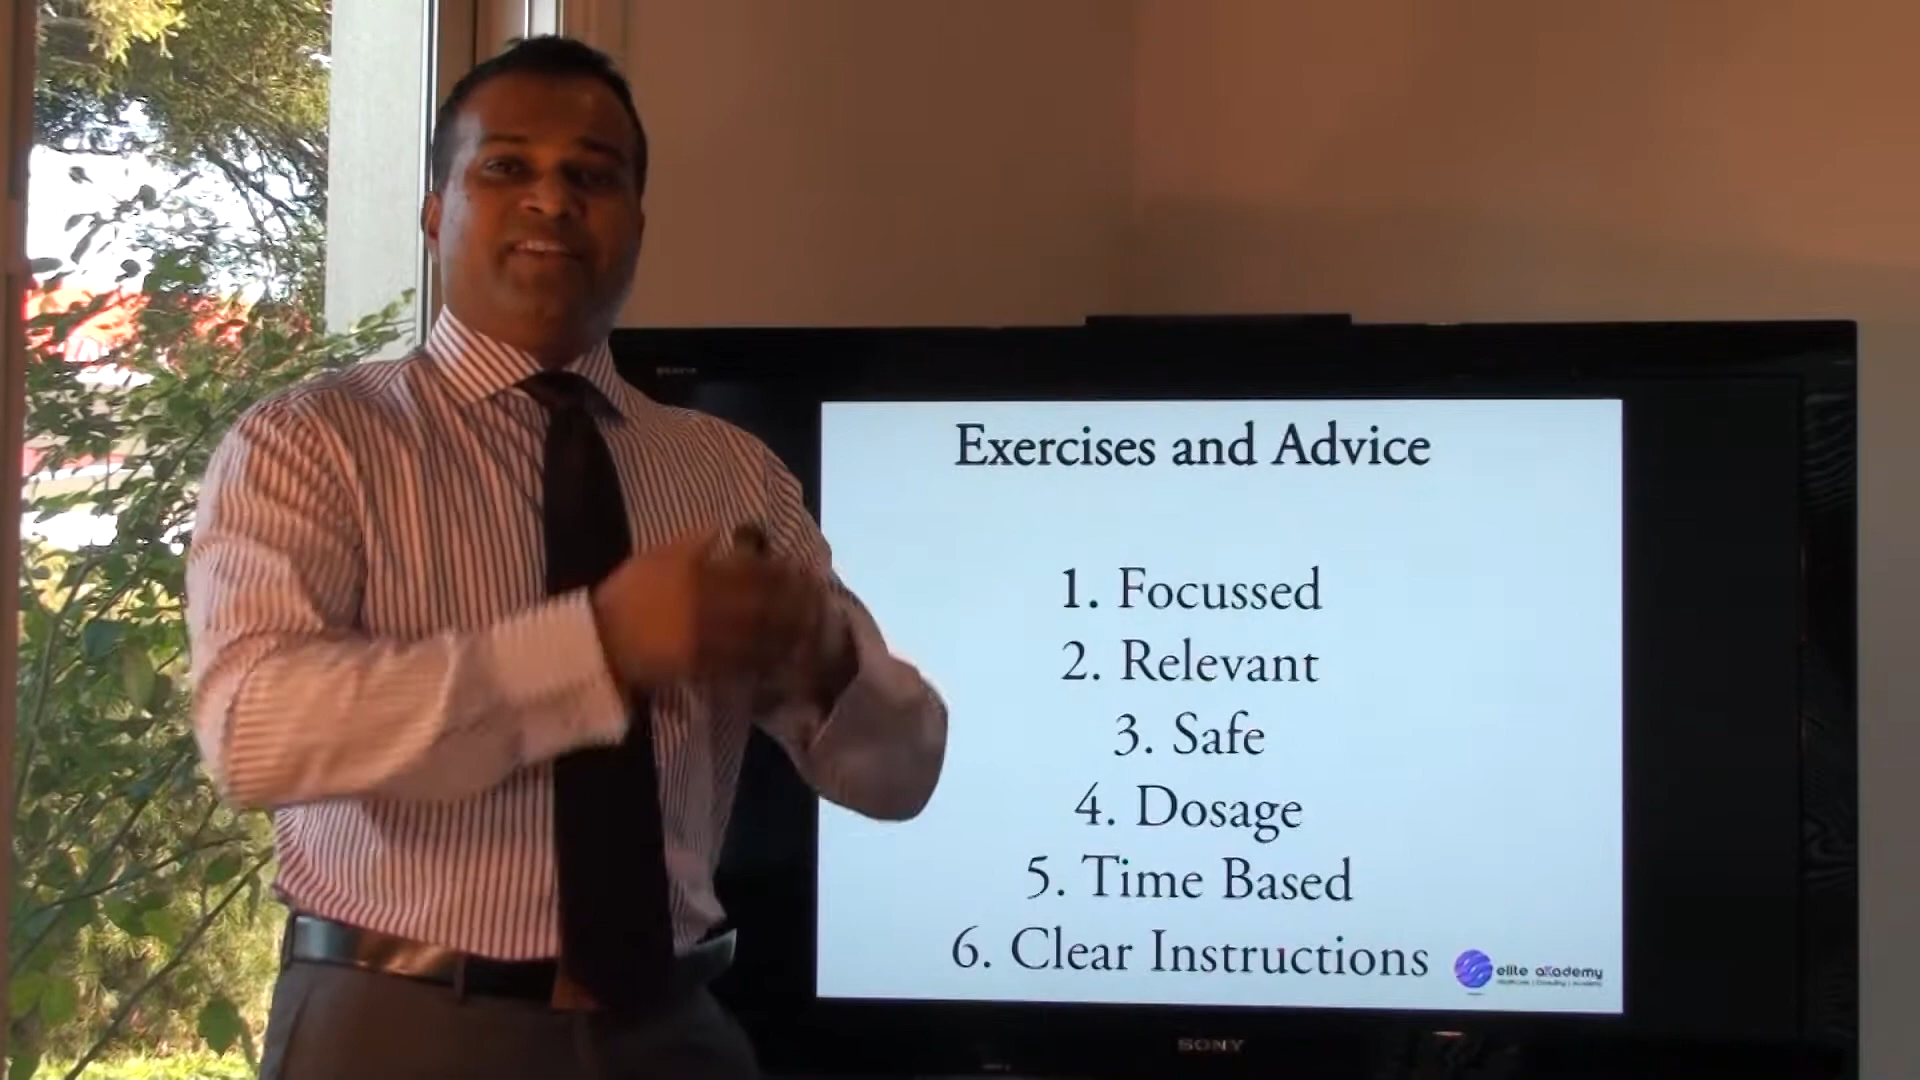 Exercises and Advice
1. Focussed
2. Relevant
3. Safe
4. Dosage
5. Time Based
6. Clear Instructions
elite akademy
SONY